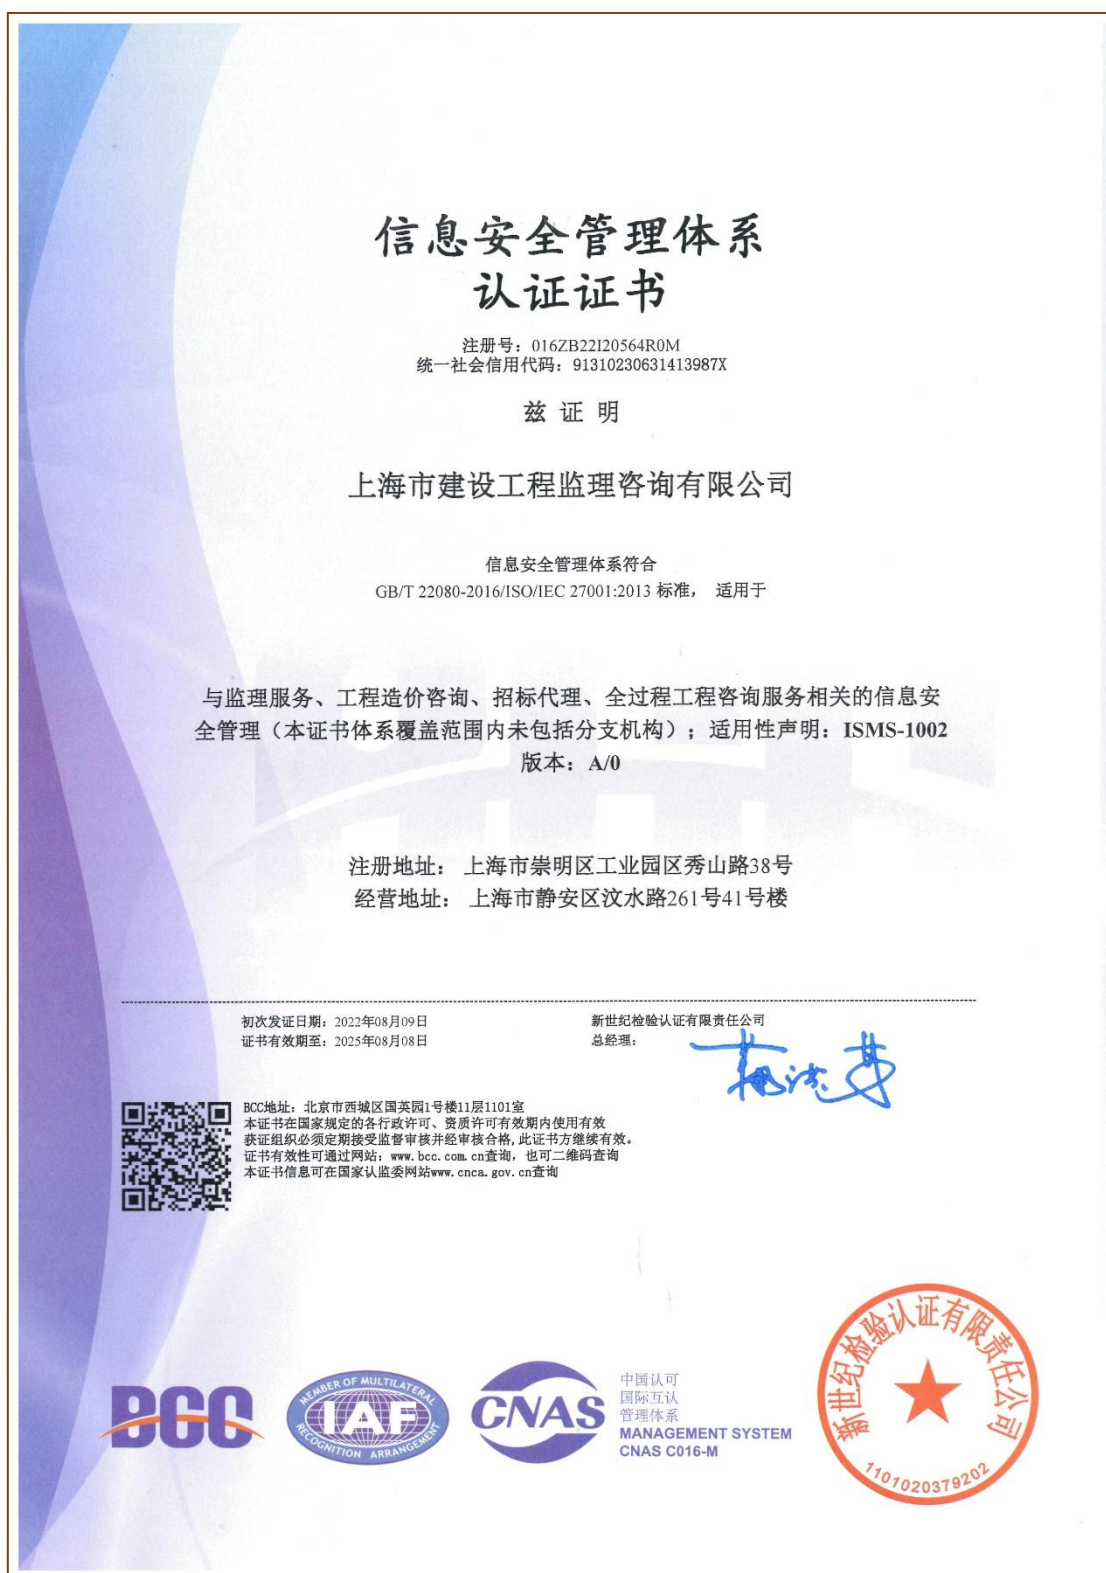 信息安全管理体系
认证证书
注册号：016ZB22I20564R0M
统一社会信用代码：91310230631413987X
兹证明
上海市建设工程监理咨询有限公司
信息安全管理体系符合
GB/T 22080-2016/ISO/IEC 27001:2013 标准， 适用于
与监理服务、工程造价咨询、招标代理、全过程工程咨询服务相关的信息安
全管理（本证书体系覆盖范围内未包括分支机构）；适用性声明：ISMS-1002
版本：A/0
注册地址： 上海市崇明区工业园区秀山路38号
经营地址： 上海市静安区汶水路261号41号楼
初次发证日期：2022年08月09日
证书有效期至：2025年08月08日
新世纪检验认证有限责任公司
总经理：
BCC地址：北京市西城区国英园1号楼11层1101室
本证书在国家规定的各行政许可、资质许可有效期内使用有效
获证组织必须定期接受监督审核并经审核合格,此证书方继续有效。
证书有效性可通过网站：www.bcc.com.cn查询，也可二维码查询
本证书信息可在国家认监委网站www.cnca.gov.cn查询
BCC
MEMBER OF MULTILATERAL
IAF
RECOGNITION ARRANGEMENT
CNAS
中国认可
国际互认
管理体系
MANAGEMENT SYSTEM
CNAS C016-M
新世纪检验认证有限责任公司
1101020379202